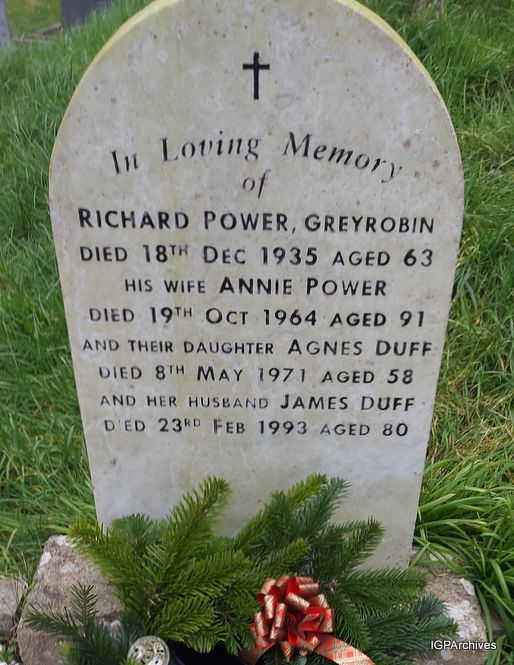 In Loving Memory
of
RICHARD POWER, GREYROBIN
DIED 18TH DEC 1935 AGED 63
HIS WIFE ANNIE POWER
DIED 19TH OCT 1964 AGED 91
AND THEIR DAUGHTER AGNES DUFF
DIED 8TH MAY 1971 AGED 58
AND HER HUSBAND JAMES DUFF
DIED 23RD FEB 1993 AGED 80
IGPArchives